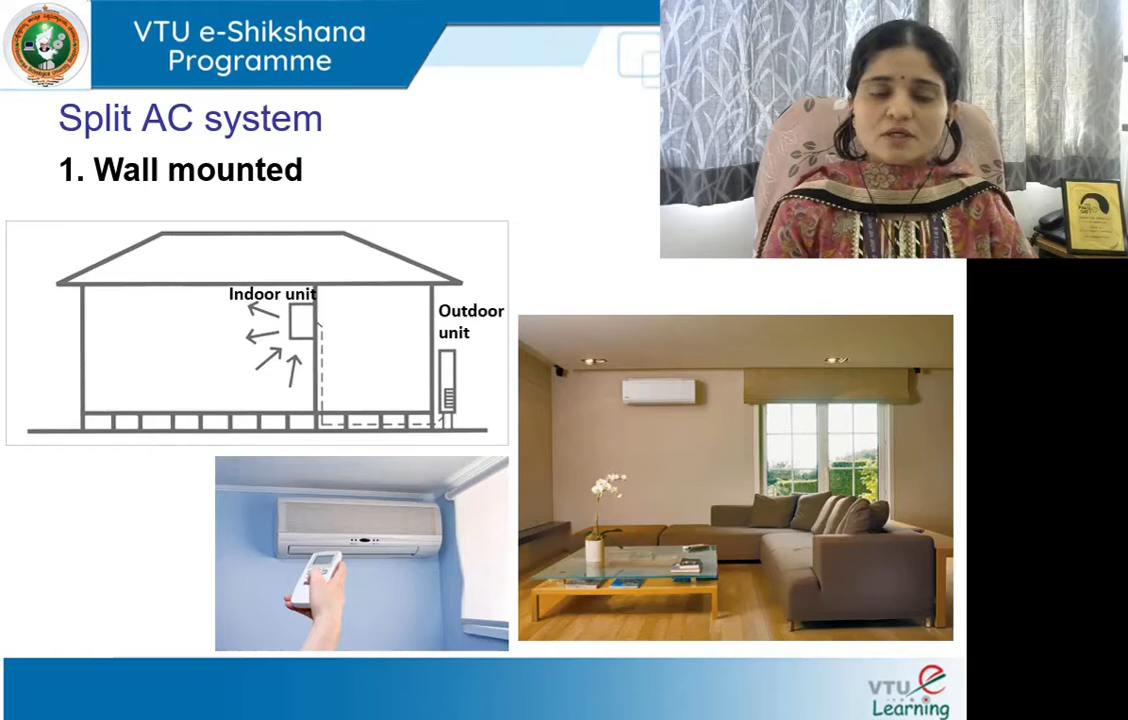 VTU e-Shikshana
Programme
Split AC system
1. Wall mounted
Indoor unit
Outdoor
unit
VTU e
Learning